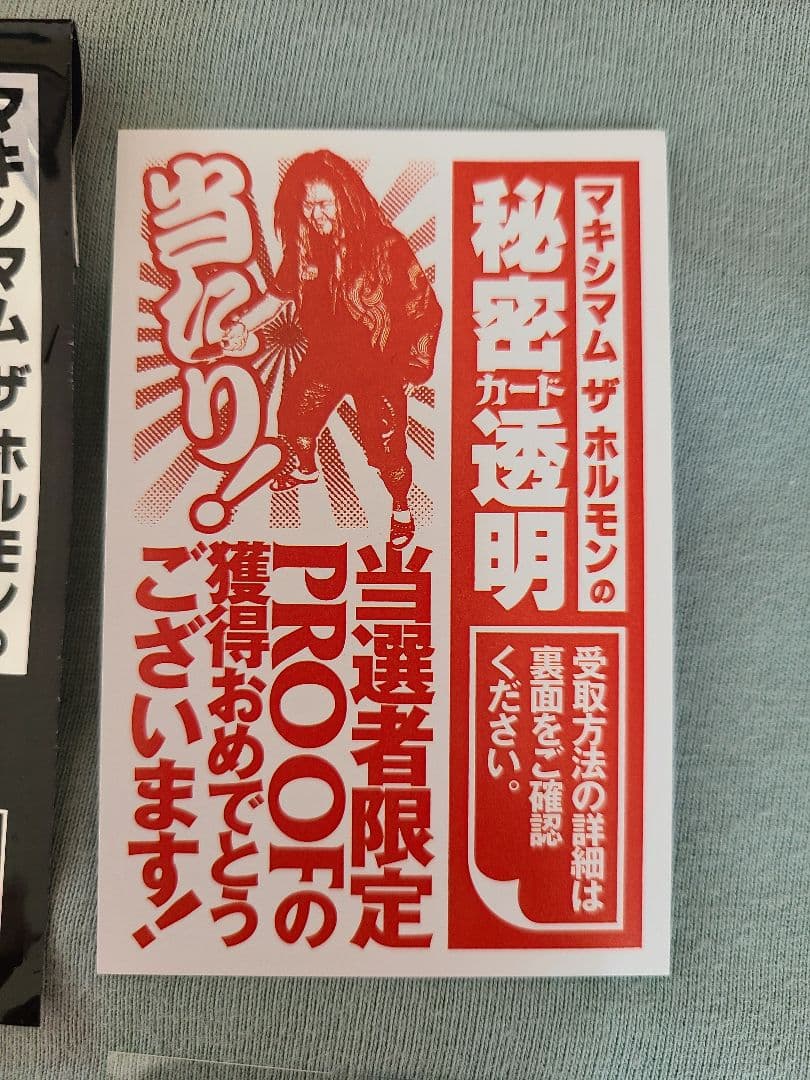 マキシマム ザ ホルモンの
秘密カード透明
受取方法の詳細は
裏面をご確認
ください。
当たり!
当選者限定
PROOFの
獲得おめでとう
ございます!
マキシマム ザ ホルモンの